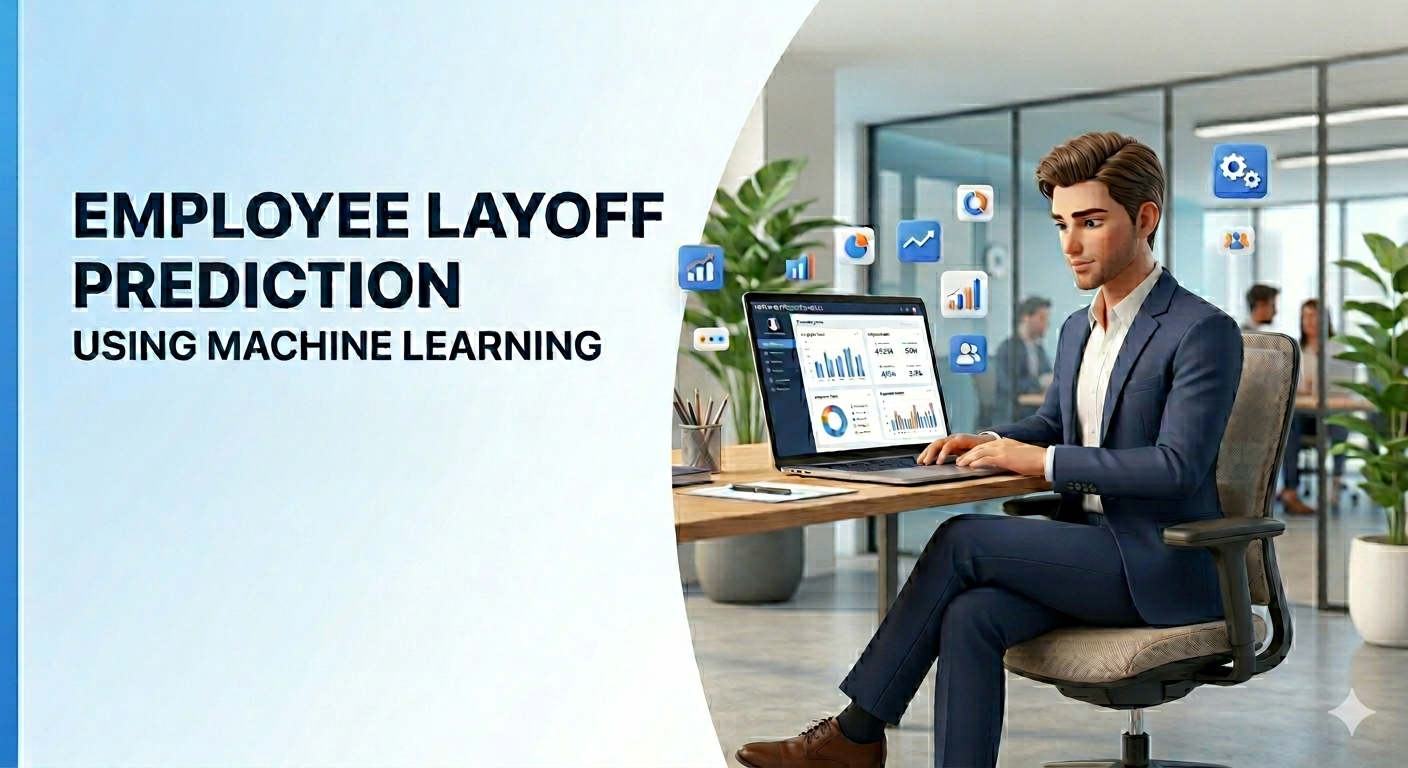 EMPLOYEE LAYOFF
PREDICTION
USING MACHINE LEARNING